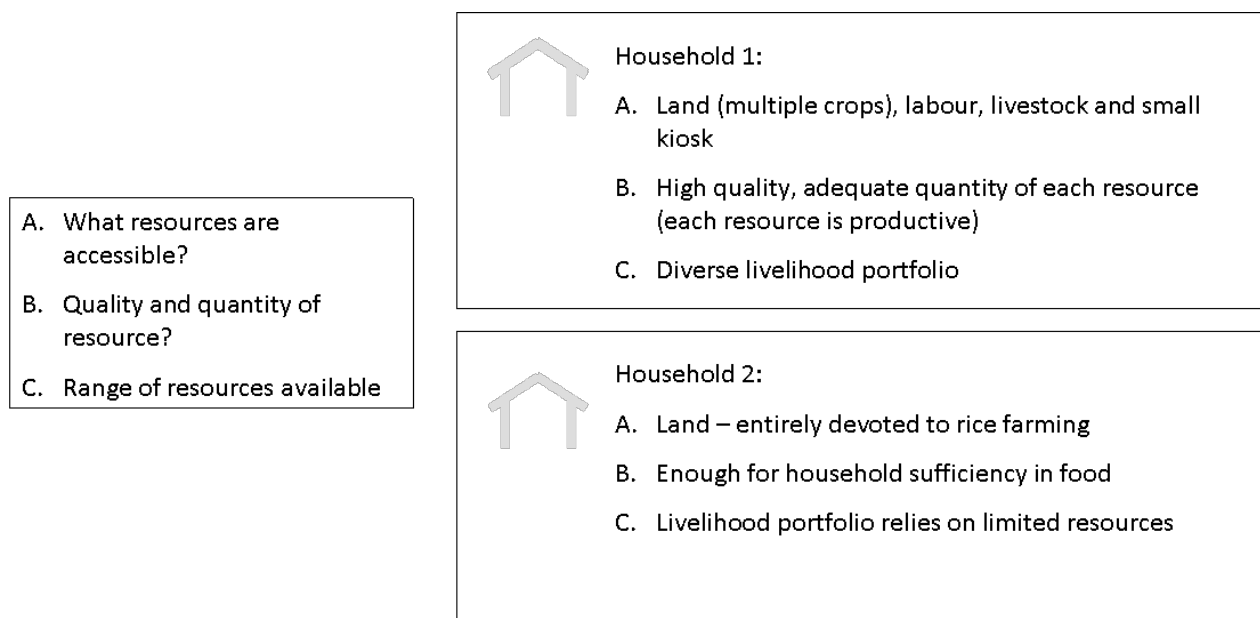 A. What resources are
accessible?
B. Quality and quantity of
resource?
C. Range of resources available
Household 1:
A. Land (multiple crops), labour, livestock and small
kiosk
B. High quality, adequate quantity of each resource
(each resource is productive)
C. Diverse livelihood portfolio
Household 2:
A. Land – entirely devoted to rice farming
B. Enough for household sufficiency in food
C. Livelihood portfolio relies on limited resources